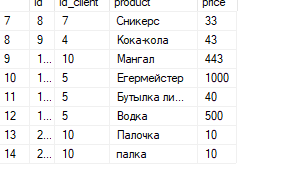 id id_client product price
7 8 7 Сникерс 33
8 9 4 Кока-кола 43
9 1... 10 Мангал 443
10 1... 5 Егермейстер 1000
11 1... 5 Бутылка ли... 40
12 1... 5 Водка 500
13 2... 10 Палочка 10
14 2... 10 палка 10